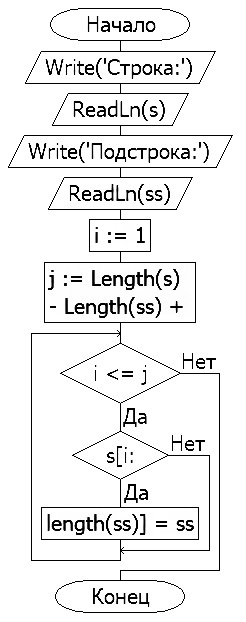 Начало
Write('Строка:')
ReadLn(s)
Write('Подстрока:')
ReadLn(ss)
i := 1
j := Length(s)
- Length(ss) +
i <= j
Нет
Да
s[i:
Нет
Да
length(ss)] = ss
Конец